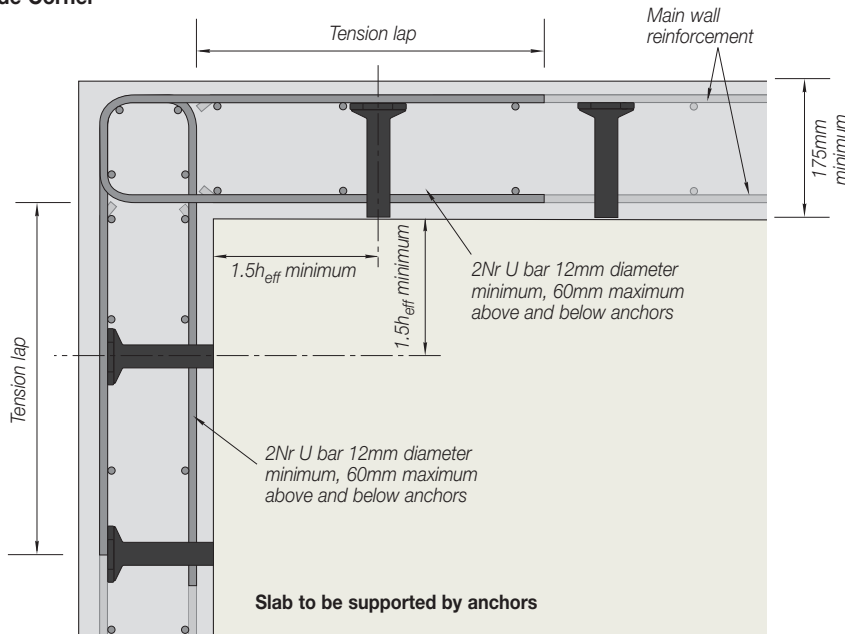 de Corner
Tension lap
Main wall
reinforcement
175mm
minimum
1.5heff minimum
1.5heff minimum
2Nr U bar 12mm diameter
minimum, 60mm maximum
above and below anchors
Tension lap
2Nr U bar 12mm diameter
minimum, 60mm maximum
above and below anchors
Slab to be supported by anchors